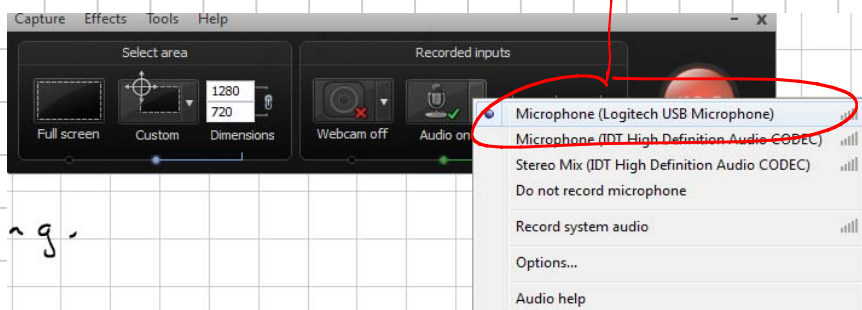 Capture Effects Tools Help
Select area
Recorded inputs
1280
720
Full screen Custom Dimensions Webcam off Audio on
Microphone (Logitech USB Microphone)
Microphone (IDT High Definition Audio CODEC)
Stereo Mix (IDT High Definition Audio CODEC)
Do not record microphone
Record system audio
Options...
Audio help